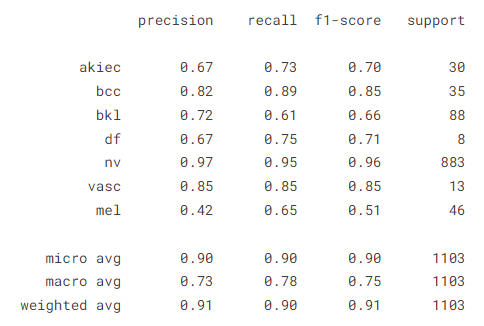 precision recall f1-score support
akiec 0.67 0.73 0.70 30
bcc 0.82 0.89 0.85 35
bkl 0.72 0.61 0.66 88
df 0.67 0.75 0.71 8
nv 0.97 0.95 0.96 883
vasc 0.85 0.85 0.85 13
mel 0.42 0.65 0.51 46
micro avg 0.90 0.90 0.90 1103
macro avg 0.73 0.78 0.75 1103
weighted avg 0.91 0.90 0.91 1103